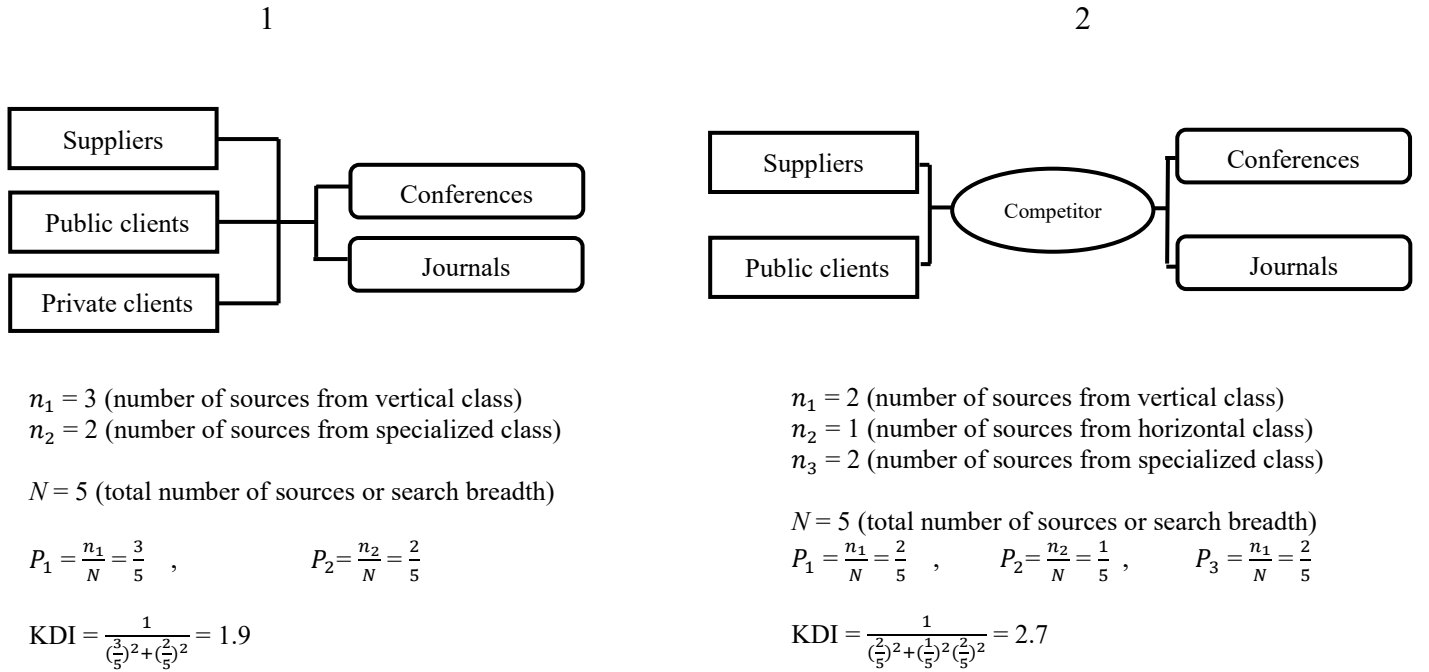 1
Suppliers
Public clients
Private clients
Conferences
Journals
n₁ = 3 (number of sources from vertical class)
n₂ = 2 (number of sources from specialized class)
N = 5 (total number of sources or search breadth)
P₁ = n₁/N = 3/5 , P₂= n₂/N = 2/5
KDI = 1/((3/5)²+(2/5)²) = 1.9
2
Suppliers
Public clients
Competitor
Conferences
Journals
n₁ = 2 (number of sources from vertical class)
n₂ = 1 (number of sources from horizontal class)
n₃ = 2 (number of sources from specialized class)
N = 5 (total number of sources or search breadth)
P₁ = n₁/N = 2/5 , P₂= n₂/N = 1/5 , P₃ = n₁/N = 2/5
KDI = 1/((2/5)²+(1/5)²(2/5)²) = 2.7